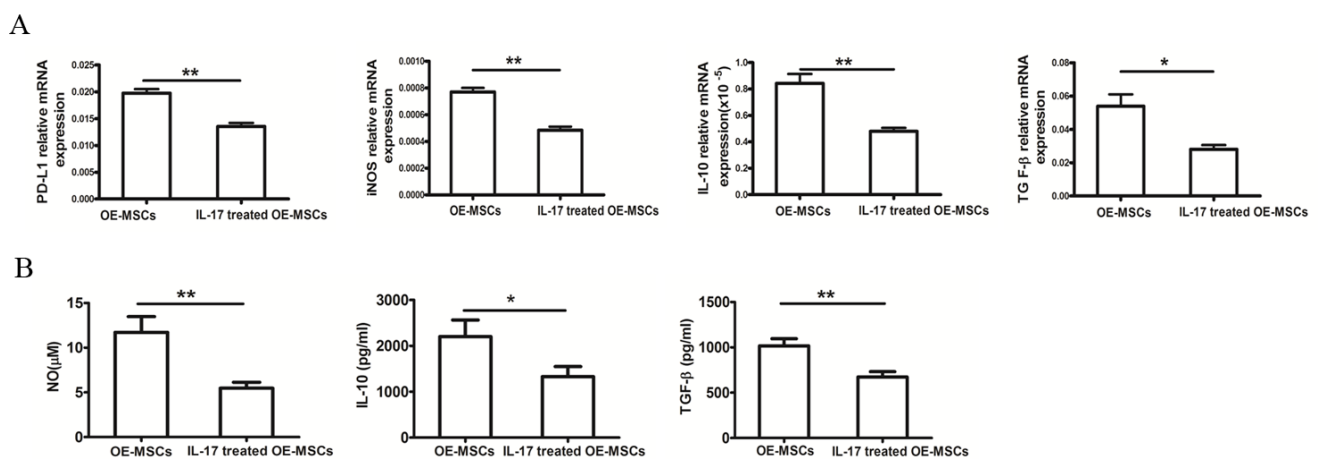 A
PD-L1 relative mRNA
expression
0.025
0.020
0.015
0.010
0.005
0.000
**
OE-MSCs
IL-17 treated OE-MSCs
iNOS relative mRNA
expression
0.0010
0.0008
0.0006
0.0004
0.0002
0.0000
**
OE-MSCs
IL-17 treated OE-MSCs
IL-10 relative mRNA
expression(x10 -5)
1.0
0.8
0.6
0.4
0.2
0.0
**
OE-MSCs
IL-17 treated OE-MSCs
TG F-β relative mRNA
expression
0.08
0.06
0.04
0.02
0.00
*
OE-MSCs
IL-17 treated OE-MSCs
B
NO(μM)
15
10
5
0
**
OE-MSCs
IL-17 treated OE-MSCs
IL-10 (pg/ml)
3000
2000
1000
0
*
OE-MSCs
IL-17 treated OE-MSCs
TGF-β (pg/ml)
1500
1000
500
0
**
OE-MSCs
IL-17 treated OE-MSCs